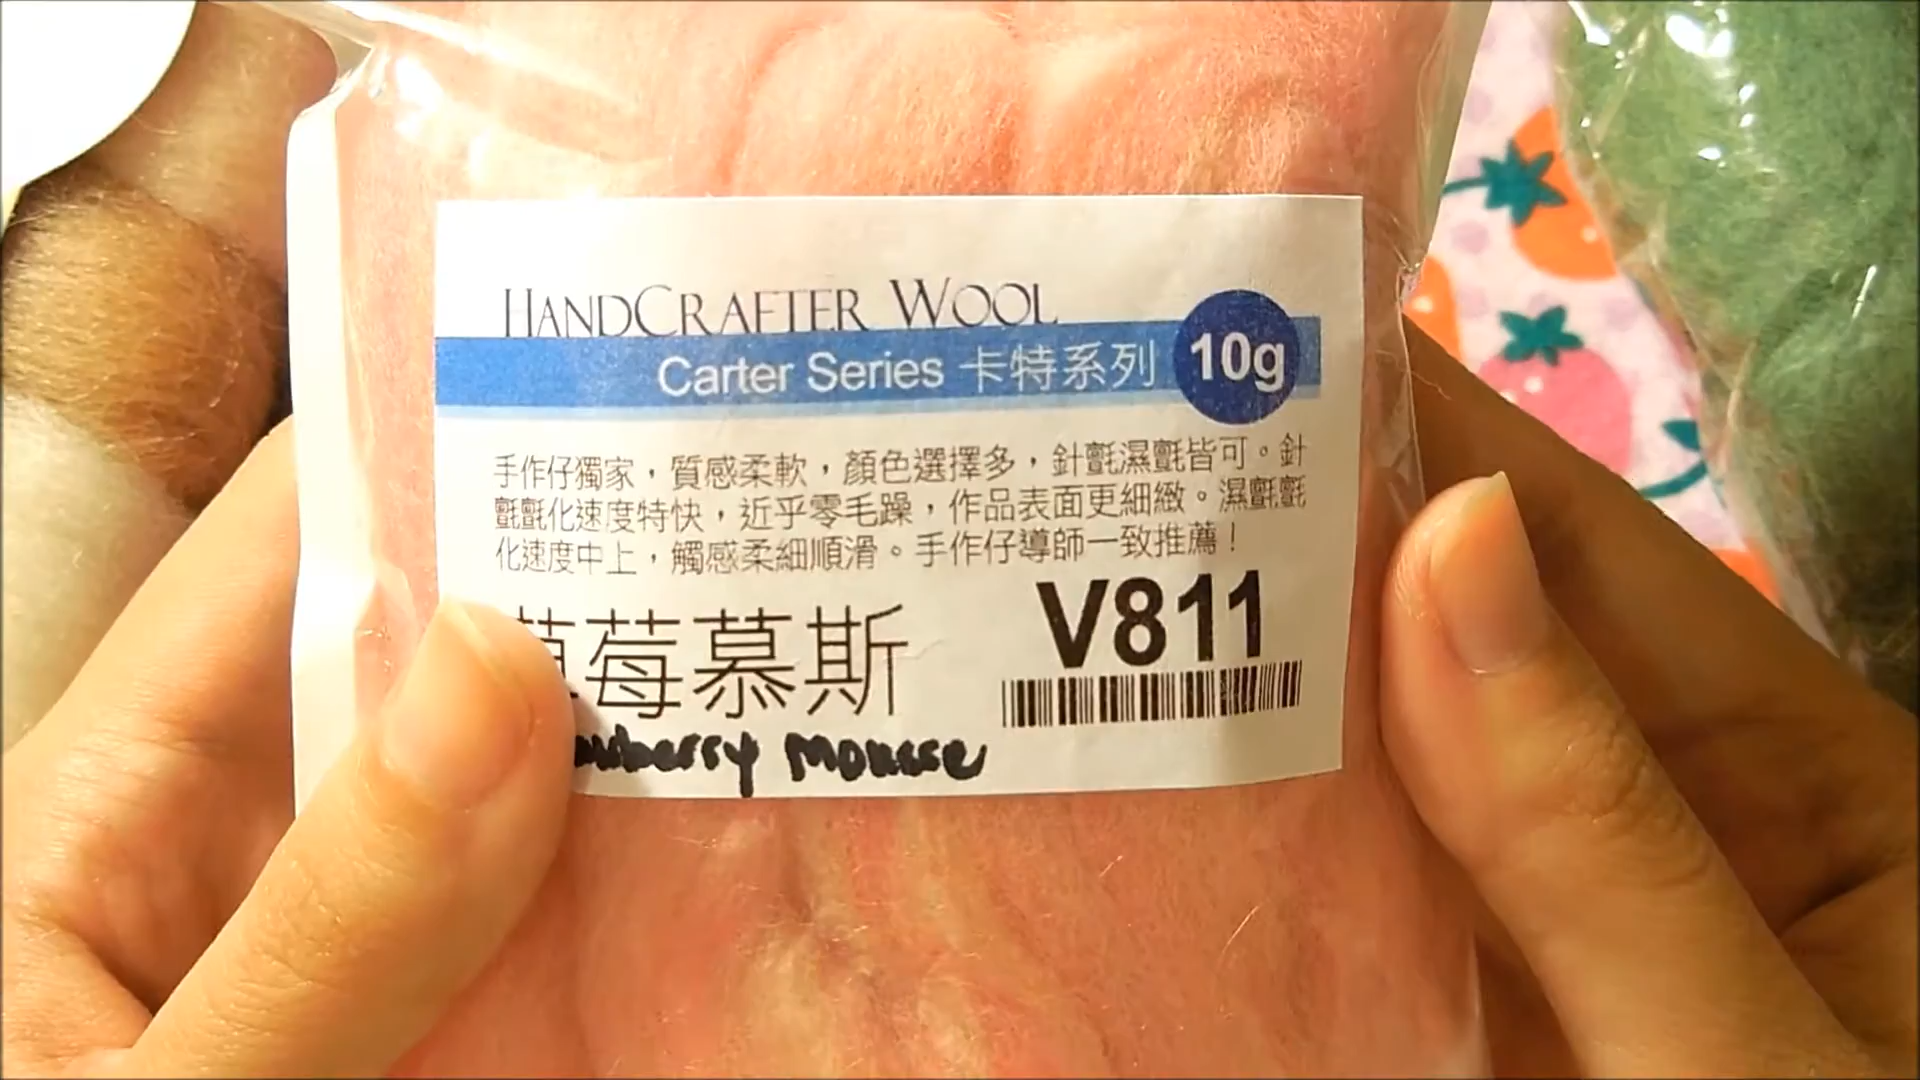 HANDCRAFTER WOOL
Carter Series 卡特系列 10g
手作仔獨家，質感柔軟，顏色選擇多，針氈濕氈皆可。針
氈氈化速度特快，近乎零毛躁，作品表面更細緻。濕氈氈
化速度中上，觸感柔細順滑。手作仔導師一致推薦！
草莓慕斯 V811
Mousse